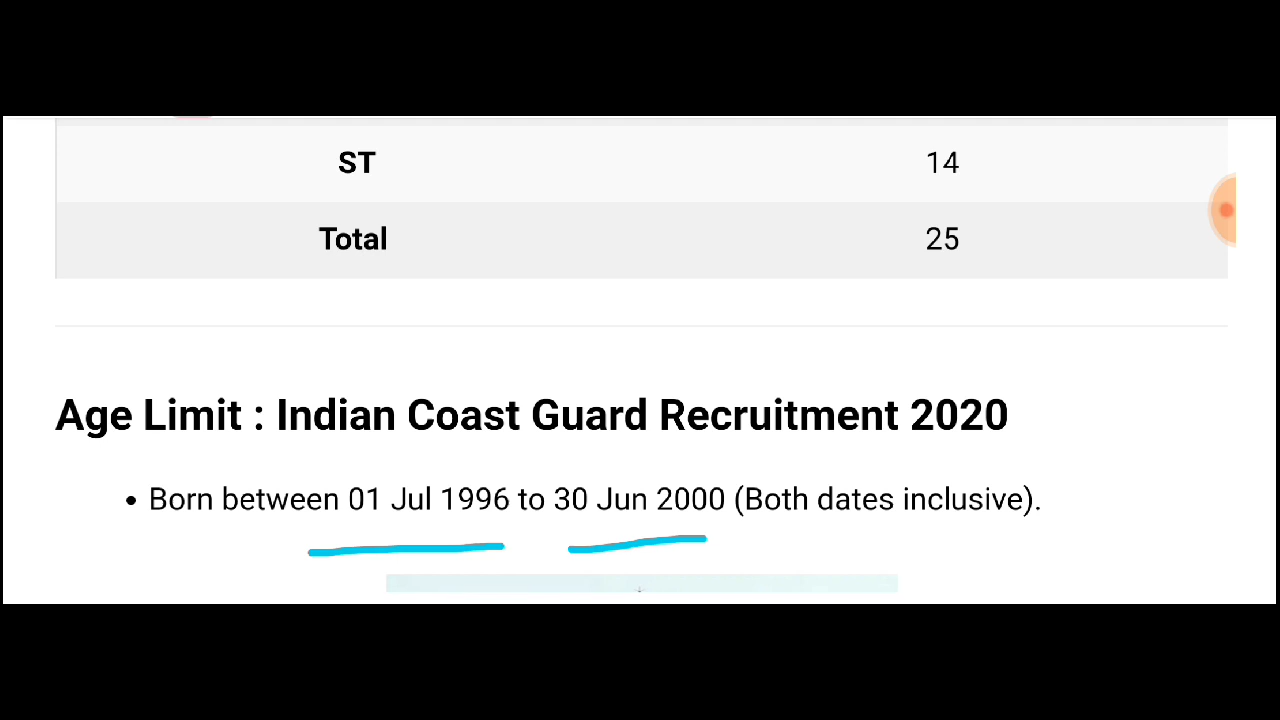 ST 14
Total 25
Age Limit : Indian Coast Guard Recruitment 2020
• Born between 01 Jul 1996 to 30 Jun 2000 (Both dates inclusive).